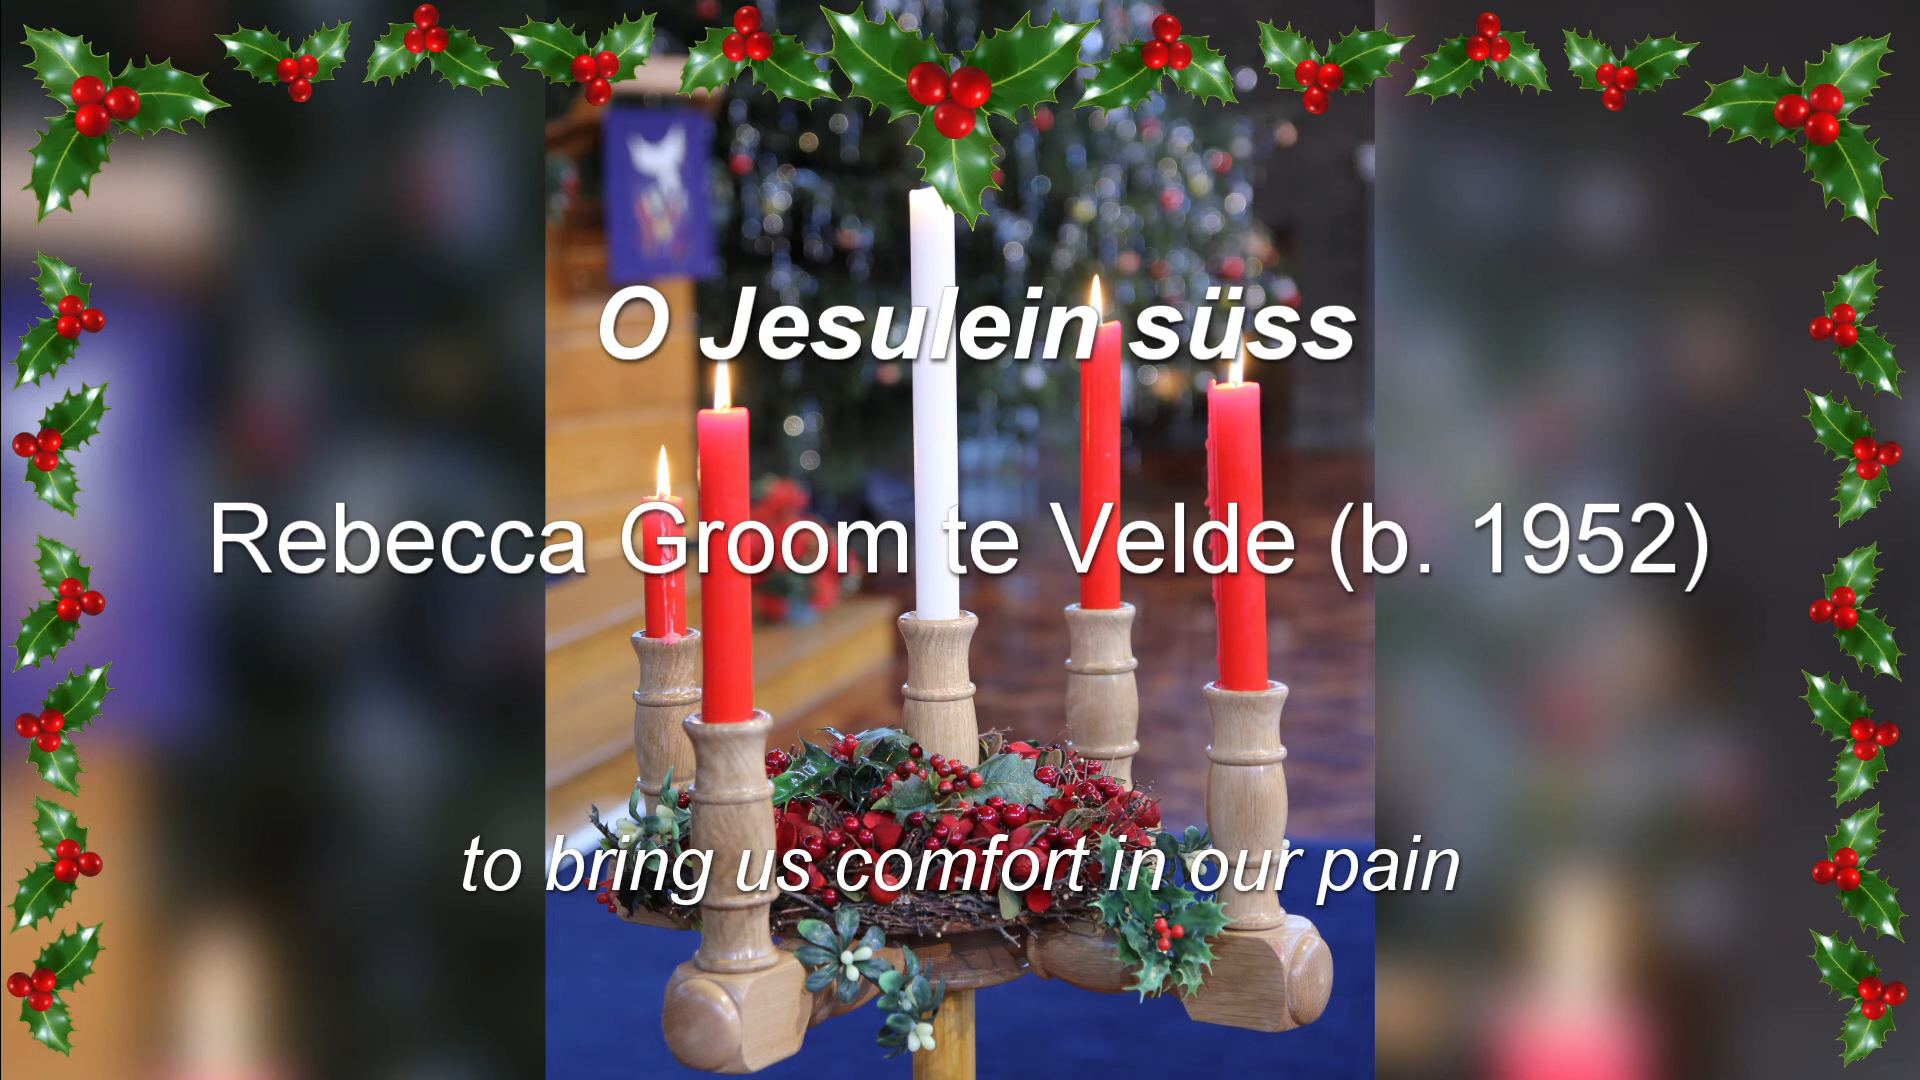 O Jesulein süss
Rebecca Groom te Velde (b. 1952)
to bring us comfort in our pain